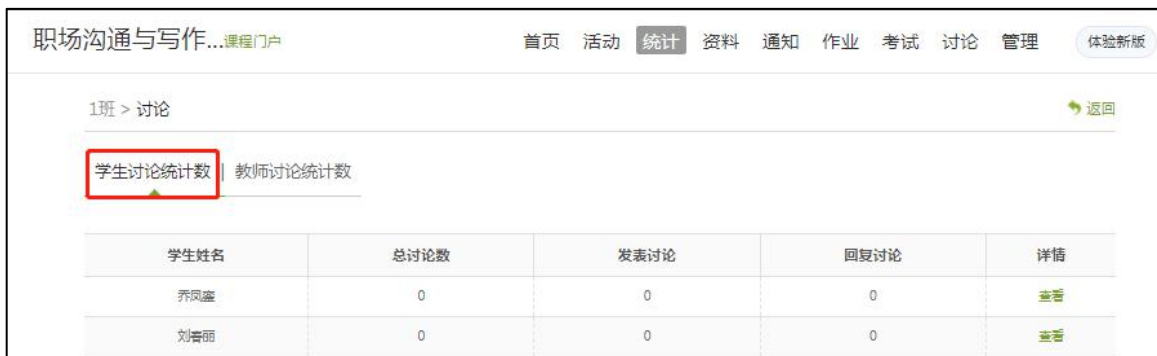 职场沟通与写作...课程门户 首页 活动 统计 资料 通知 作业 考试 讨论 管理 体验新版
1班 > 讨论 返回
学生讨论统计数 | 教师讨论统计数
学生姓名 总讨论数 发表讨论 回复讨论 详情
乔凤 0 0 0 查看
刘春丽 0 0 0 查看